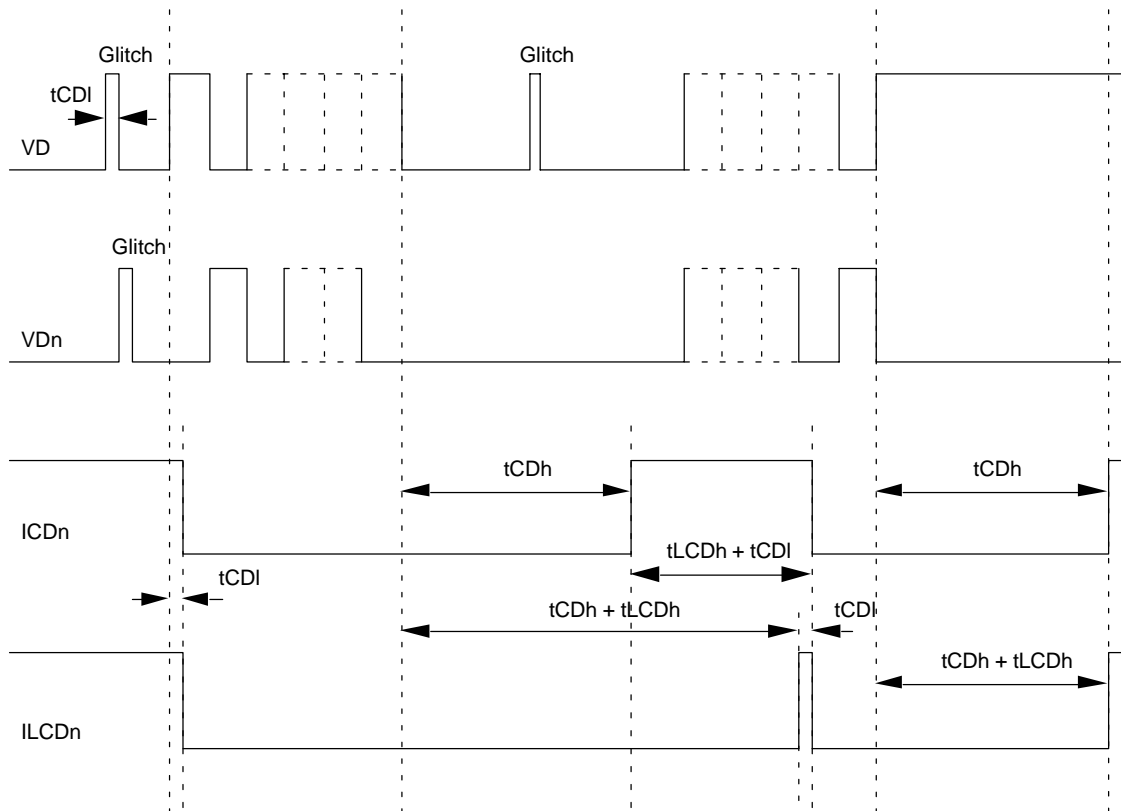 Glitch
Glitch
tCDl
VD
Glitch
VDn
tCDh
tCDh
ICDn
tLCDh + tCDl
tCDl
tCDh + tLCDh
tCDl
tCDh + tLCDh
ILCDn